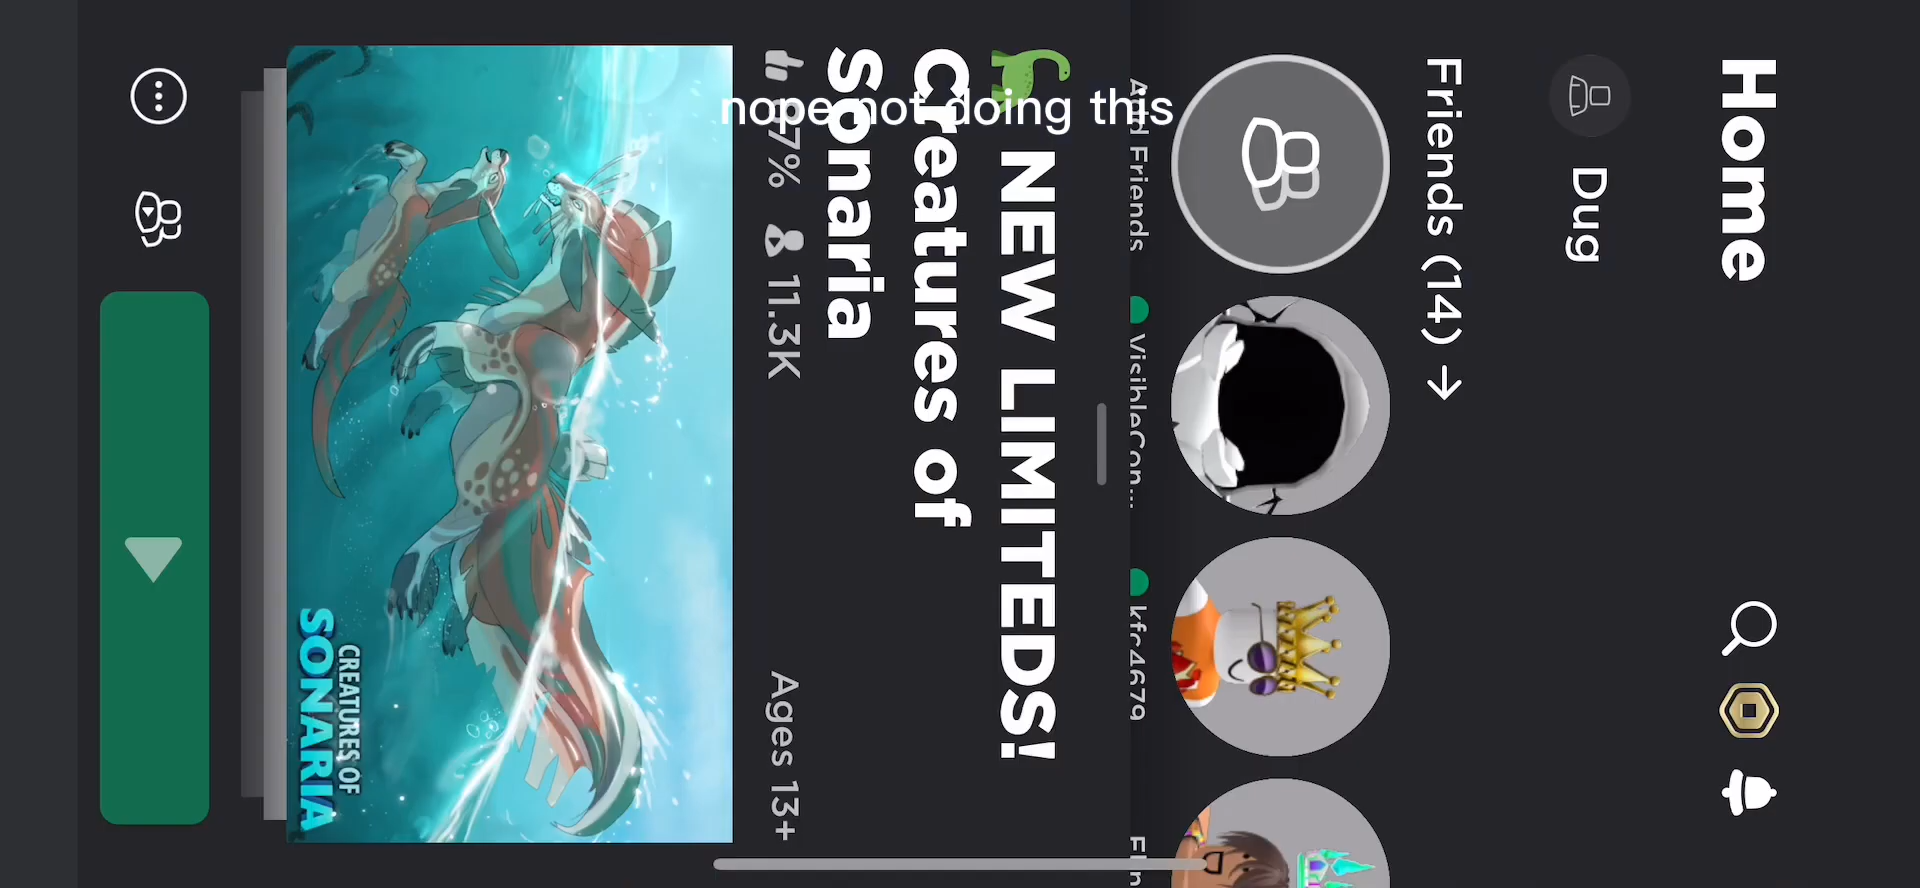 Home
Dug
Friends (14) →
Add Friends
VisibleCon...
kfc4679
nope not doing this
NEW LIMITEDS!
Creatures of
Sonaria
97% 11.3K Ages 13+
CREATURES OF
SONARIA